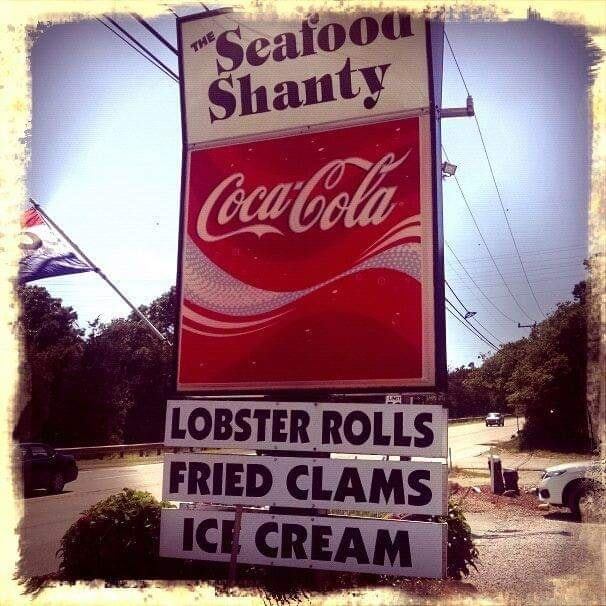 THE Seafood
Shanty
Coca-Cola
LOBSTER ROLLS
FRIED CLAMS
ICE CREAM